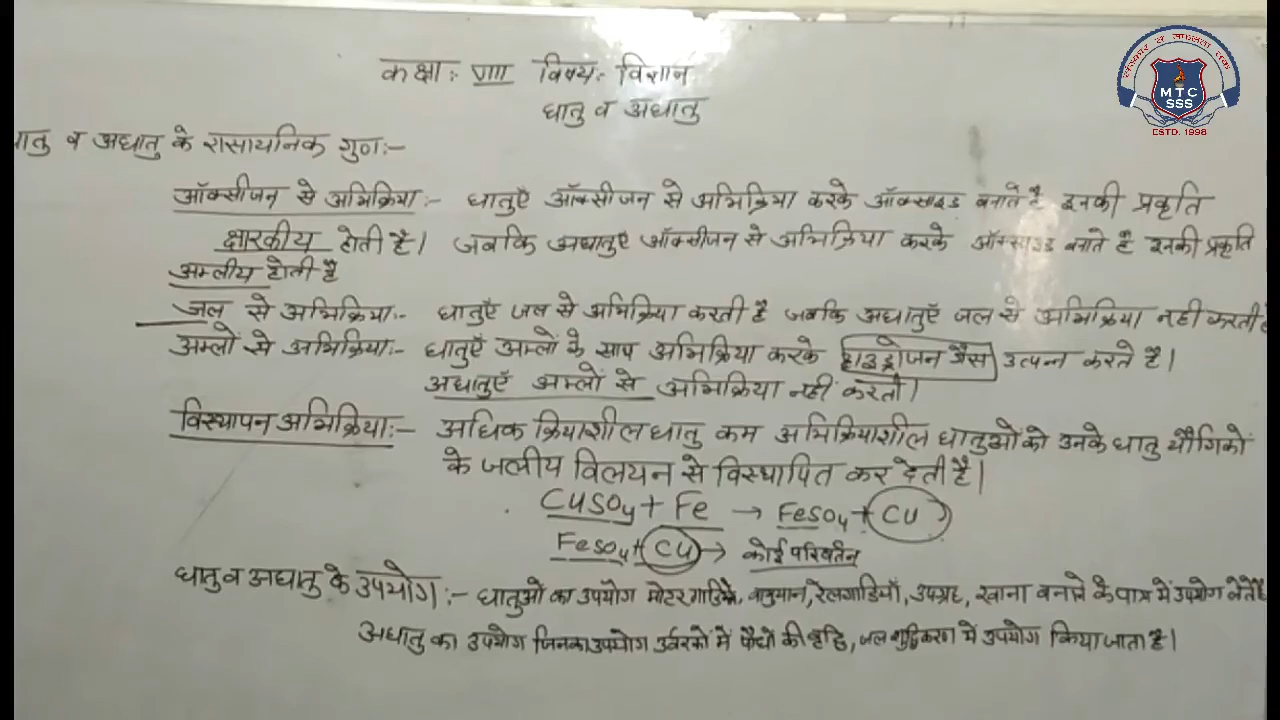 कक्षा :- VIII विषय :- विज्ञान
धातु व अधातु
धातु व अधातु के रासायनिक गुण :-
ऑक्सीजन से अभिक्रिया :- धातुएँ ऑक्सीजन से अभिक्रिया करके ऑक्साइड बनाते है इनकी प्रकृति
क्षारकीय होती है। जबकि अधातुएँ ऑक्सीजन से अभिक्रिया करके ऑक्साइड बनाते है इनकी प्रकृति
अम्लीय होती है
जल से अभिक्रिया :- धातुएँ जल से अभिक्रिया करती है जबकि अधातुएँ जल से अभिक्रिया नही करती है
अम्लों से अभिक्रिया :- धातुएँ अम्लों के साथ अभिक्रिया करके हाइड्रोजन गैस उत्पन्न करते है।
अधातुएँ अम्लों से अभिक्रिया नहीं करती।
विस्थापन अभिक्रिया :- अधिक क्रियाशील धातु कम अभिक्रियाशील धातुओं को उनके धातु यौगिकों
के जलीय विलयन से विस्थापित कर देती है।
CuSO4 + Fe → FeSO4 + Cu
FeSO4 + Cu → कोई परिवर्तन
धातु व अधातु के उपयोग :- धातुओं का उपयोग मोटरगाडियों, वायुयान, रेलगाडियाँ, उपग्रह, खाना बनाने के पात्र में उपयोग लेते है
अधातु का उपयोग जिनका उपयोग उर्वरकों में पौधों की वृद्धि, जल शुद्धिकरण में उपयोग किया जाता है।
संस्कार से सफलता तक
MTC
SSS
ESTD. 1998